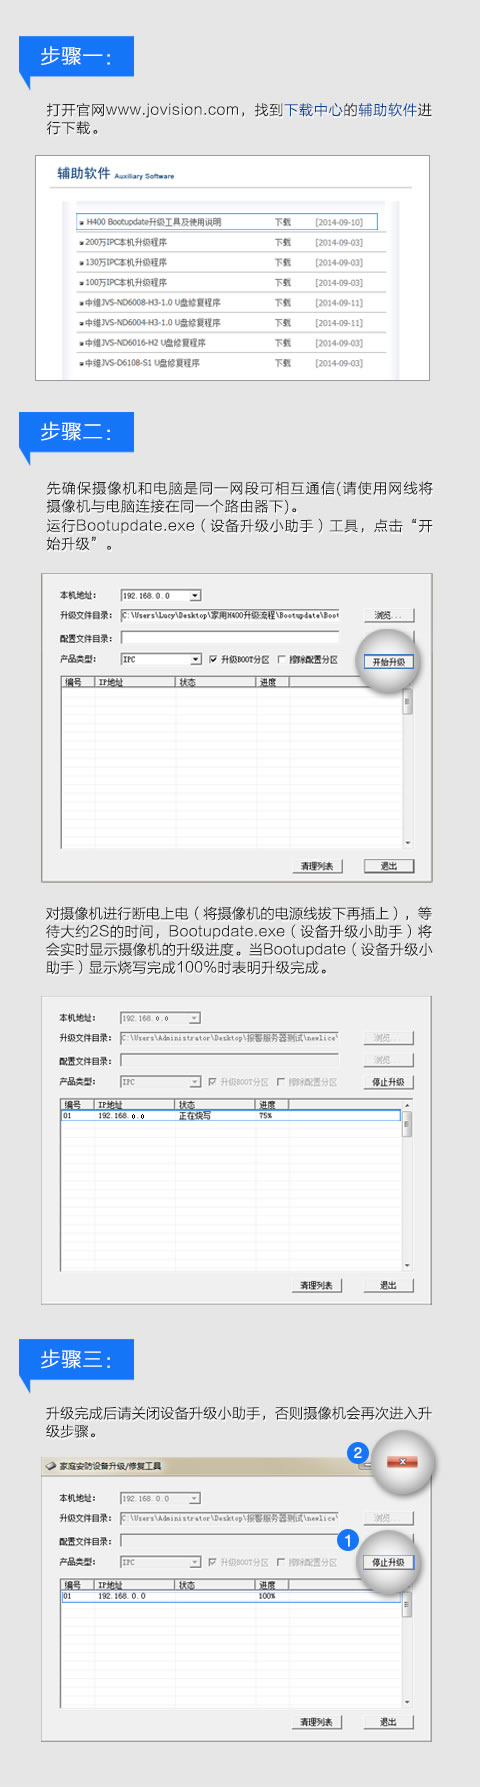 步骤一：
打开官网www.jovision.com，找到下载中心的辅助软件进
行下载。
辅助软件 Auxiliary Software
H400 Bootupdate升级工具及使用说明 下载 [2014-09-10]
200万IPC本机升级程序 下载 [2014-09-03]
130万IPC本机升级程序 下载 [2014-09-03]
100万IPC本机升级程序 下载 [2014-09-03]
中维JVS-ND6008-H3-1.0 U盘修复程序 下载 [2014-09-11]
中维JVS-ND6004-H3-1.0 U盘修复程序 下载 [2014-09-11]
中维JVS-ND6016-H2 U盘修复程序 下载 [2014-09-03]
中维JVS-D6108-S1 U盘修复程序 下载 [2014-09-03]
步骤二：
先确保摄像机和电脑是同一网段可相互通信(请使用网线将
摄像机与电脑连接在同一个路由器下)。
运行Bootupdate.exe（设备升级小助手）工具，点击“开
始升级”。
本机地址： 192.168.0.0
升级文件目录： C:\Users\Lucy\Desktop\家用H400升级流程\Bootupdate\Boot 浏览...
配置文件目录：
产品类型： IPC 升级BOOT分区 擦除配置分区 开始升级
编号 IP地址 状态 进度
清理列表 退出
对摄像机进行断电上电（将摄像机的电源线拔下再插上），等
待大约2S的时间，Bootupdate.exe（设备升级小助手）将
会实时显示摄像机的升级进度。当Bootupdate（设备升级小
助手）显示烧写完成100%时表明升级完成。
本机地址： 192.168.0.0
升级文件目录： C:\Users\Administrator\Desktop\报警服务器测试\newlice\ 浏览...
配置文件目录： 浏览...
产品类型： IPC 升级BOOT分区 擦除配置分区 停止升级
编号 IP地址 状态 进度
01 192.168.0.0 正在烧写 75%
清理列表 退出
步骤三：
升级完成后请关闭设备升级小助手，否则摄像机会再次进入升
级步骤。
2
家庭安防设备升级/修复工具
本机地址： 192.168.0.0
升级文件目录： C:\Users\Administrator\Desktop\报警服务器测试\newlice\ 浏览...
配置文件目录： 1
产品类型： IPC 升级BOOT分区 擦除配置分区 停止升级
编号 IP地址 状态 进度
01 192.168.0.0 100%
清理列表 退出